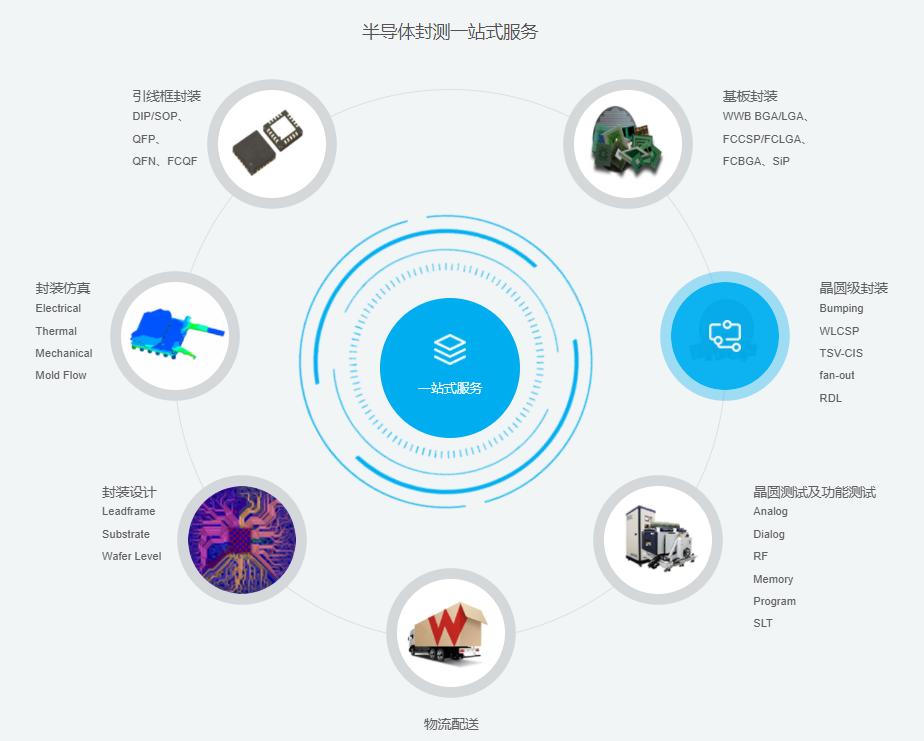 半导体封测一站式服务
引线框封装
DIP/SOP、
QFP、
QFN、FCQF
基板封装
WWB BGA/LGA、
FCCSP/FCLGA、
FCBGA、SiP
封装仿真
Electrical
Thermal
Mechanical
Mold Flow
一站式服务
晶圆级封装
Bumping
WLCSP
TSV-CIS
fan-out
RDL
封装设计
Leadframe
Substrate
Wafer Level
晶圆测试及功能测试
Analog
Dialog
RF
Memory
Program
SLT
W
物流配送